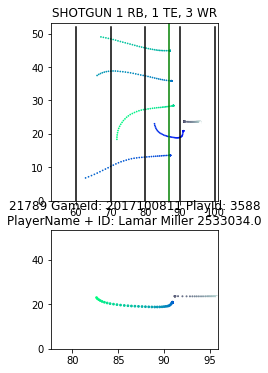 SHOTGUN 1 RB, 1 TE, 3 WR
50
40
30
20
10
0
60 70 80 90 100
21789 GameId: 2017100811 PlayId: 3588
PlayerName + ID: Lamar Miller 2533034.0
40
20
0
80 85 90 95